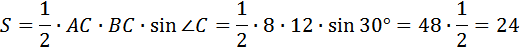 S = 1/2 · AC · BC · sin ∠C = 1/2 · 8 · 12 · sin 30° = 48 · 1/2 = 24